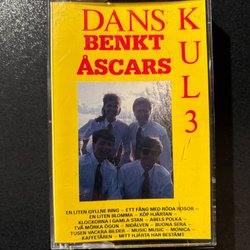 DANS
BENKT
ÅSCARS
KUL 3
EN LITEN GYLLNE RING – ETT FÅNG MED RÖDA ROSOR –
EN LITEN BLOMMA – KÖP HJÄRTAN –
KLOCKORNA I GAMLA STAN – ABELS POLKA –
TVÅ MÖRKA ÖGON – NIDÄLVEN – BUONA SERA –
TUSEN VACKRA BILDER – MUSIC MUSIC – MONICA –
KAFFETÅREN – MITT HJÄRTA HAR BESTÄMT